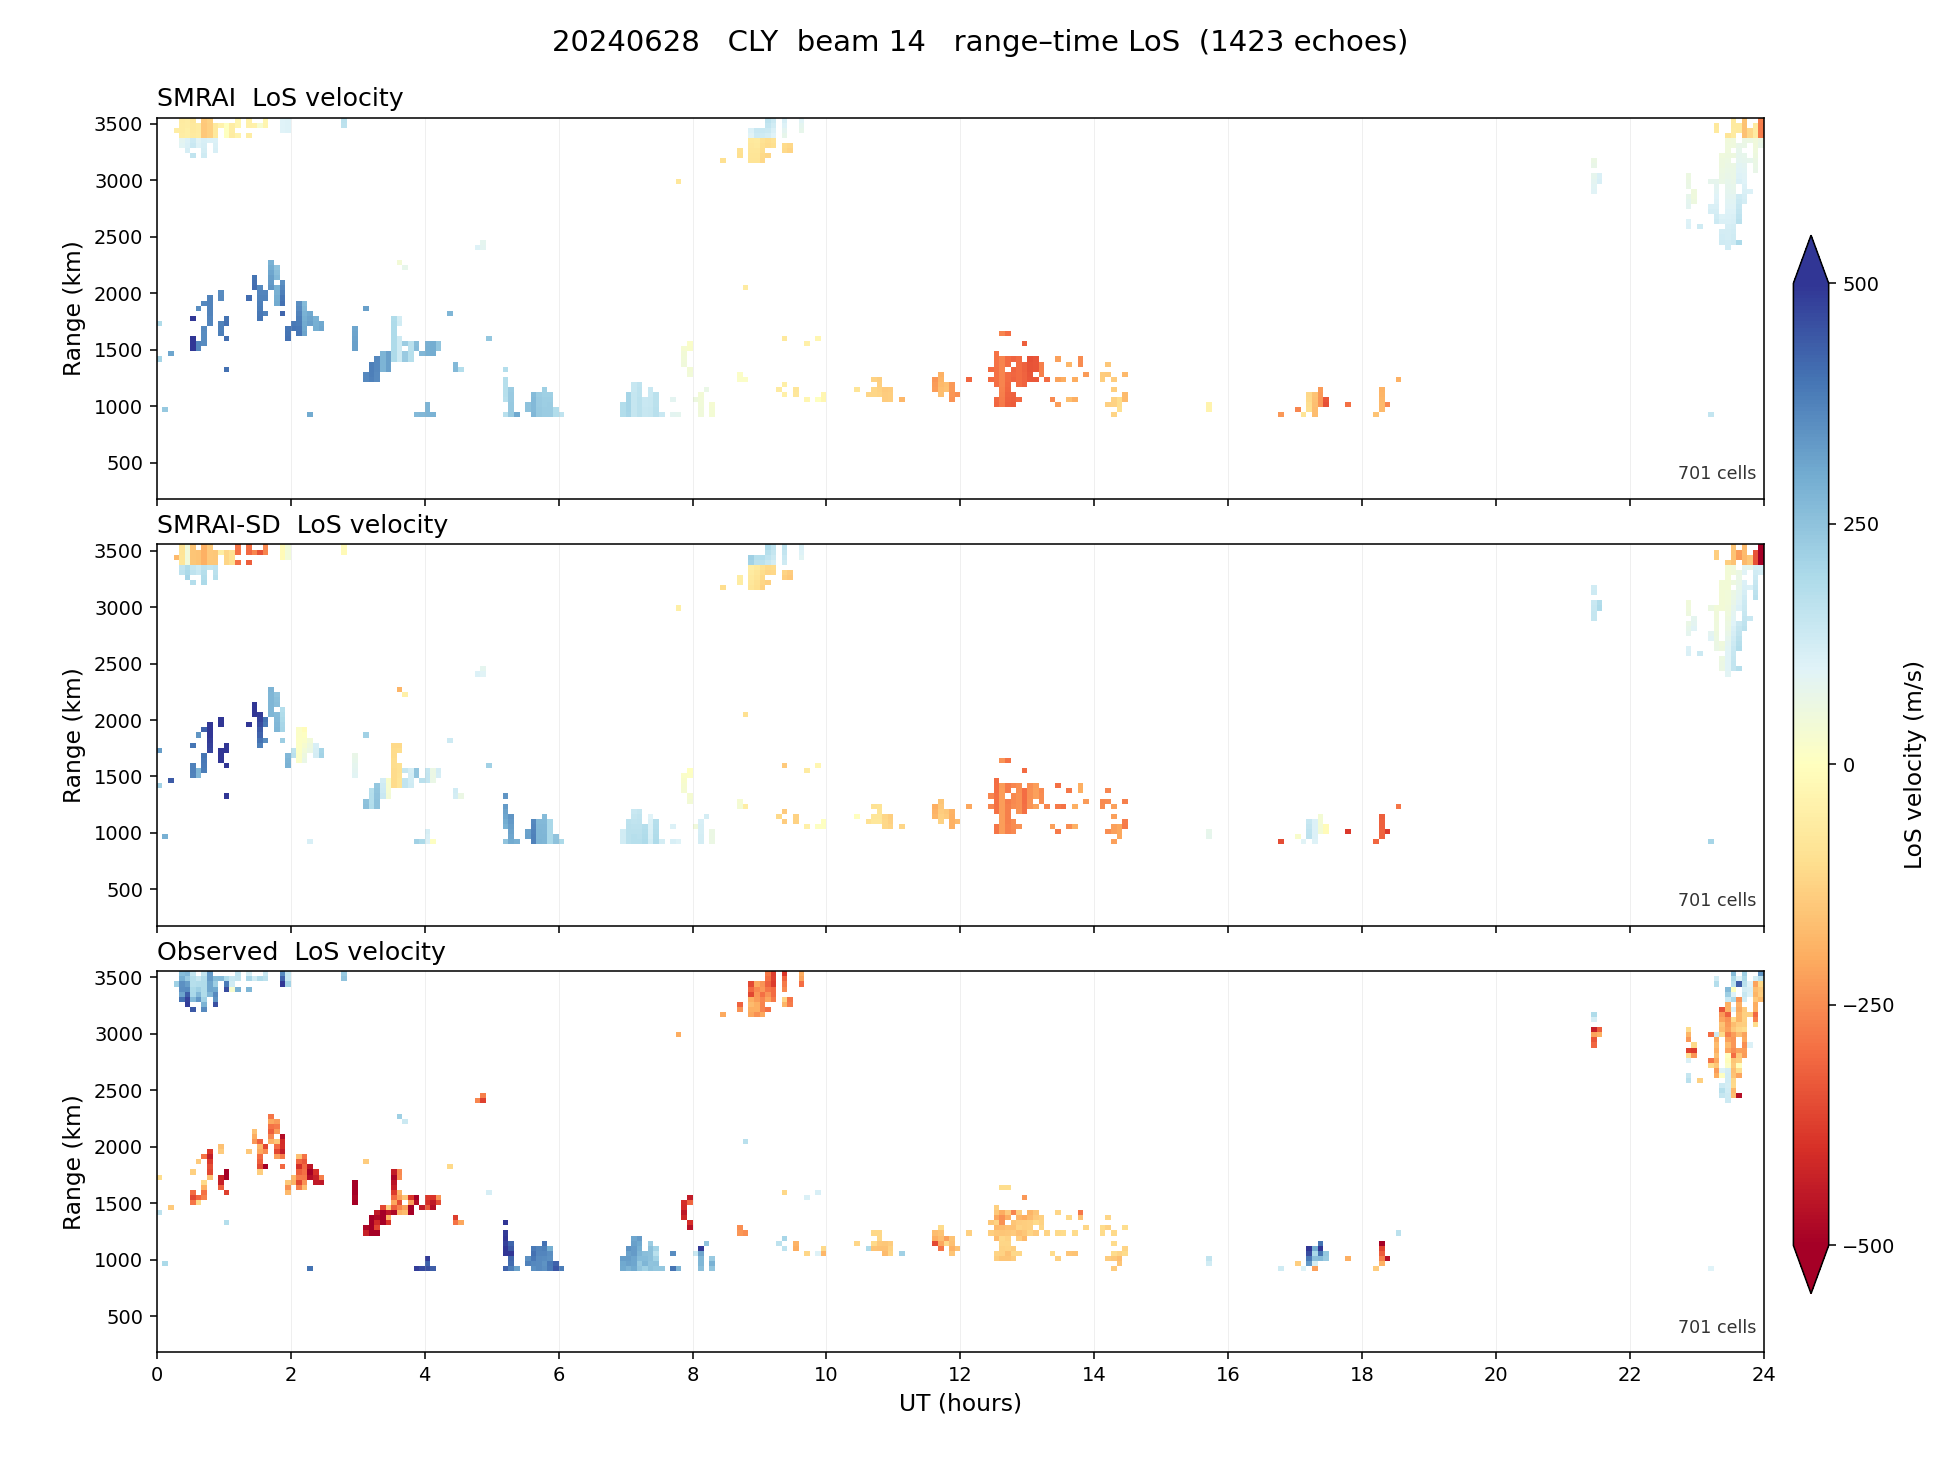 20240628   CLY  beam 14   range–time LoS  (1423 echoes)
SMRAI  LoS velocity
3500
3000
2500
2000
1500
1000
500
Range (km)
701 cells
SMRAI-SD  LoS velocity
3500
3000
2500
2000
1500
1000
500
Range (km)
701 cells
Observed  LoS velocity
3500
3000
2500
2000
1500
1000
500
Range (km)
701 cells
0 2 4 6 8 10 12 14 16 18 20 22 24
UT (hours)
500
250
0
−250
−500
LoS velocity (m/s)